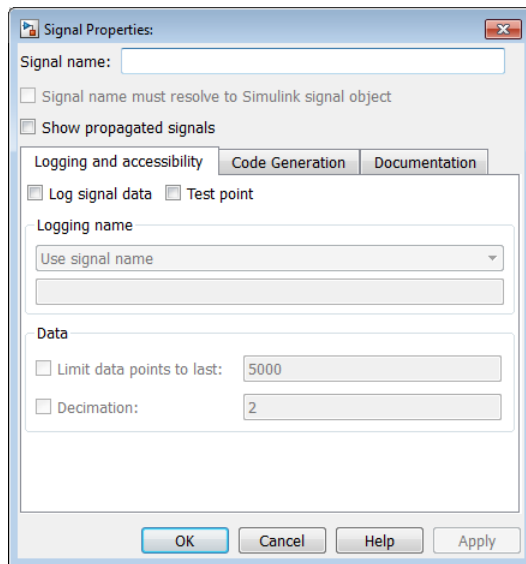 Signal Properties:
Signal name:
Signal name must resolve to Simulink signal object
Show propagated signals
Logging and accessibility Code Generation Documentation
Log signal data Test point
Logging name
Use signal name
Data
Limit data points to last: 5000
Decimation: 2
OK Cancel Help Apply